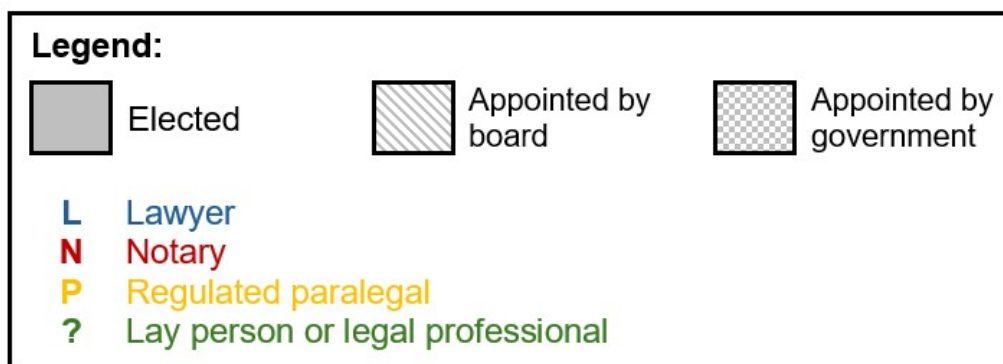 Legend:
Elected
Appointed by
board
Appointed by
government
L Lawyer
N Notary
P Regulated paralegal
? Lay person or legal professional